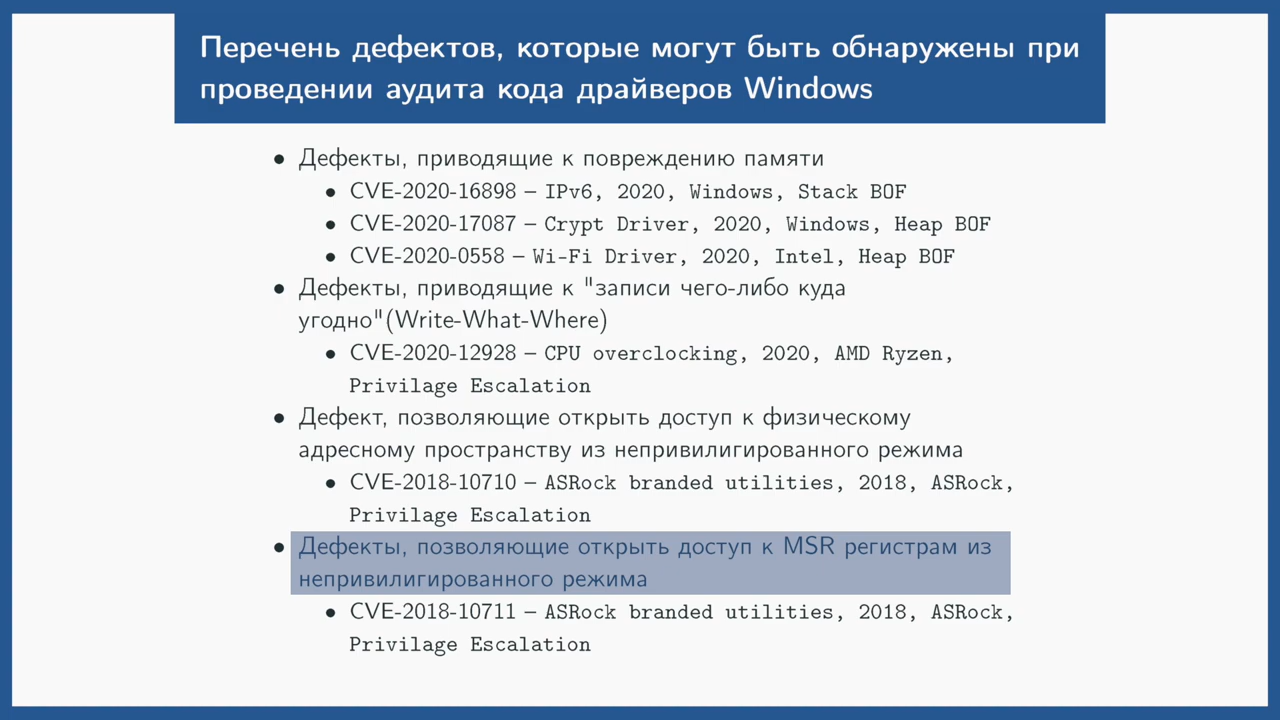 Перечень дефектов, которые могут быть обнаружены при
проведении аудита кода драйверов Windows
• Дефекты, приводящие к повреждению памяти
• CVE-2020-16898 – IPv6, 2020, Windows, Stack BOF
• CVE-2020-17087 – Crypt Driver, 2020, Windows, Heap BOF
• CVE-2020-0558 – Wi-Fi Driver, 2020, Intel, Heap BOF
• Дефекты, приводящие к "записи чего-либо куда
угодно"(Write-What-Where)
• CVE-2020-12928 – CPU overclocking, 2020, AMD Ryzen,
Privilage Escalation
• Дефект, позволяющие открыть доступ к физическому
адресному пространству из непривилигированного режима
• CVE-2018-10710 – ASRock branded utilities, 2018, ASRock,
Privilage Escalation
• Дефекты, позволяющие открыть доступ к MSR регистрам из
непривилигированного режима
• CVE-2018-10711 – ASRock branded utilities, 2018, ASRock,
Privilage Escalation